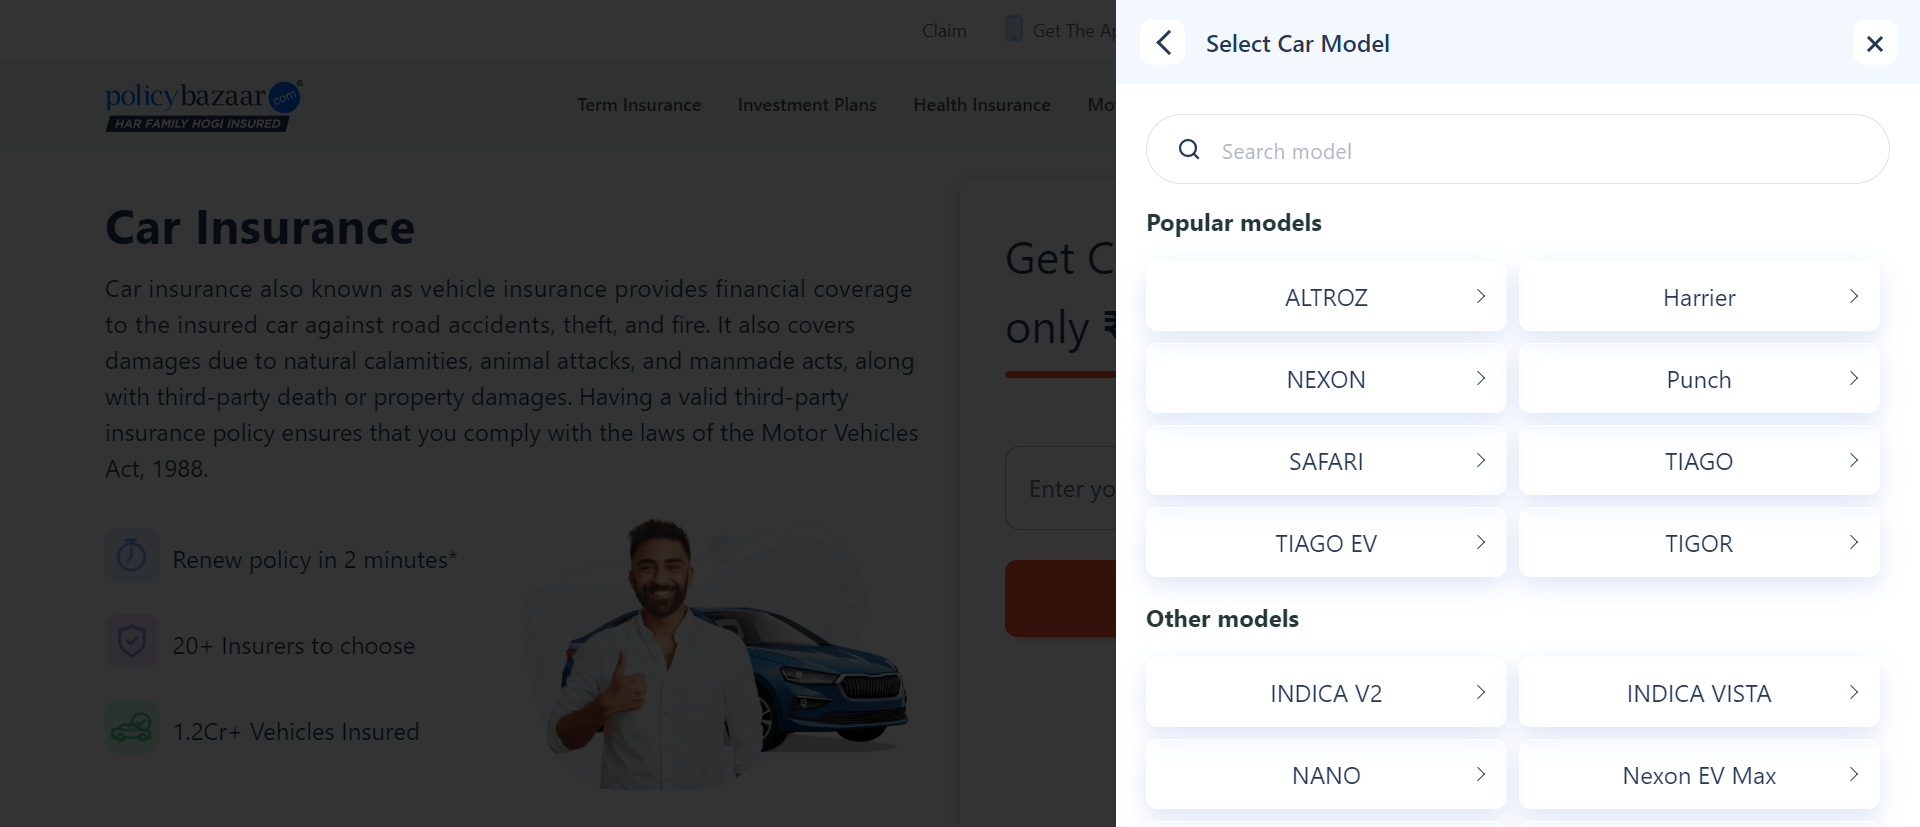 Claim
Get The Ap
policybazaar.com
HAR FAMILY HOGI INSURED
Term Insurance
Investment Plans
Health Insurance
Mo
Car Insurance
Car insurance also known as vehicle insurance provides financial coverage
to the insured car against road accidents, theft, and fire. It also covers
damages due to natural calamities, animal attacks, and manmade acts, along
with third-party death or property damages. Having a valid third-party
insurance policy ensures that you comply with the laws of the Motor Vehicles
Act, 1988.
Renew policy in 2 minutes*
20+ Insurers to choose
1.2Cr+ Vehicles Insured
Get C
only ₹
Enter yo
Select Car Model
Search model
Popular models
ALTROZ
Harrier
NEXON
Punch
SAFARI
TIAGO
TIAGO EV
TIGOR
Other models
INDICA V2
INDICA VISTA
NANO
Nexon EV Max